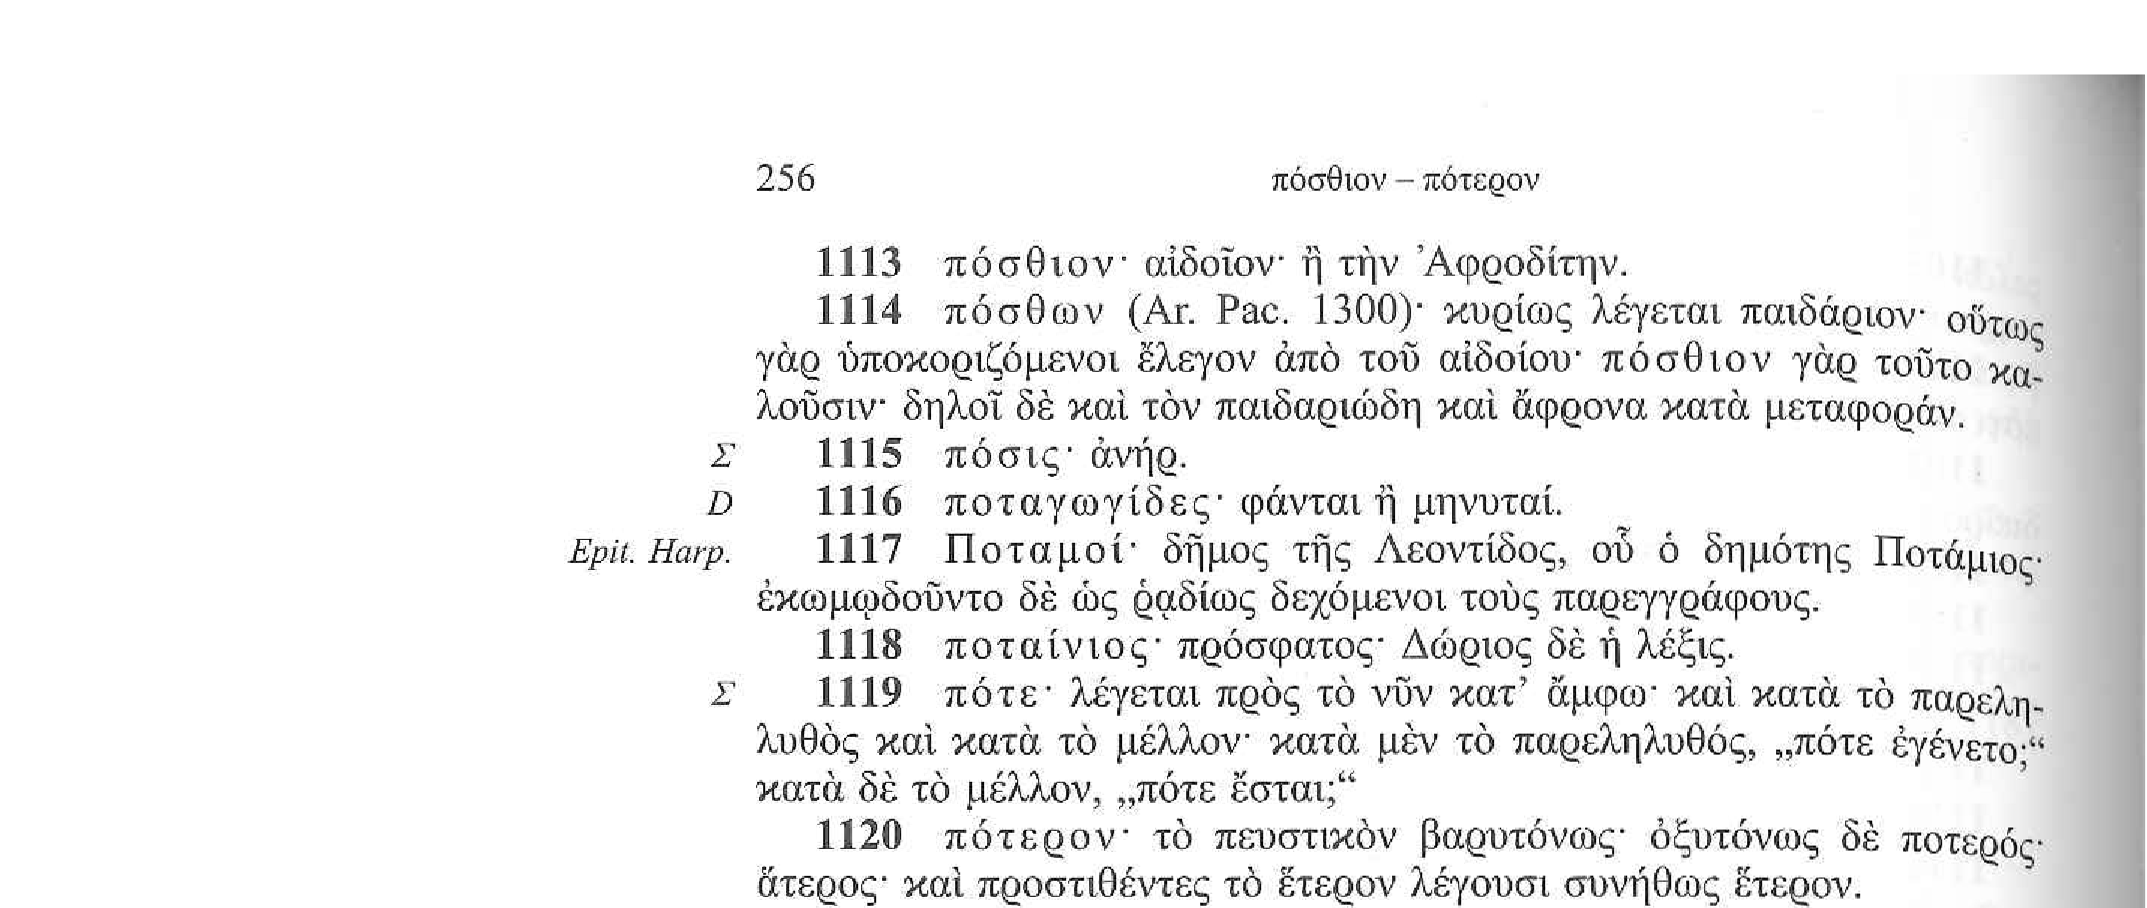 256 πόσθιον – πότερον
1113 πόσθιον· αἰδοῖον· ἢ τὴν Ἀφροδίτην.
1114 πόσθων (Ar. Pac. 1300)· κυρίως λέγεται παιδάριον· οὕτως
γὰρ ὑποκοριζόμενοι ἔλεγον ἀπὸ τοῦ αἰδοίου· πόσθιον γὰρ τοῦτο κα-
λοῦσιν· δηλοῖ δὲ καὶ τὸν παιδαριώδη καὶ ἄφρονα κατὰ μεταφοράν.
Σ 1115 πόσις· ἀνήρ.
D 1116 ποταγωγίδες· φάνται ἢ μηνυταί.
Epit. Harp. 1117 Ποταμοί· δῆμος τῆς Λεοντίδος, οὗ ὁ δημότης Ποτάμιος·
ἐκωμῳδοῦντο δὲ ὡς ῥᾳδίως δεχόμενοι τοὺς παρεγγράφους.
1118 ποταίνιος· πρόσφατος· Δώριος δὲ ἡ λέξις.
Σ 1119 πότε· λέγεται πρὸς τὸ νῦν κατ’ ἄμφω· καὶ κατὰ τὸ παρελη-
λυθὸς καὶ κατὰ τὸ μέλλον· κατὰ μὲν τὸ παρεληλυθός, „πότε ἐγένετο;“
κατὰ δὲ τὸ μέλλον, „πότε ἔσται;“
1120 πότερον· τὸ πευστικὸν βαρυτόνως· ὀξυτόνως δὲ ποτερός·
ἅτερος· καὶ προστιθέντες τὸ ἕτερον λέγουσι συνήθως ἕτερον.